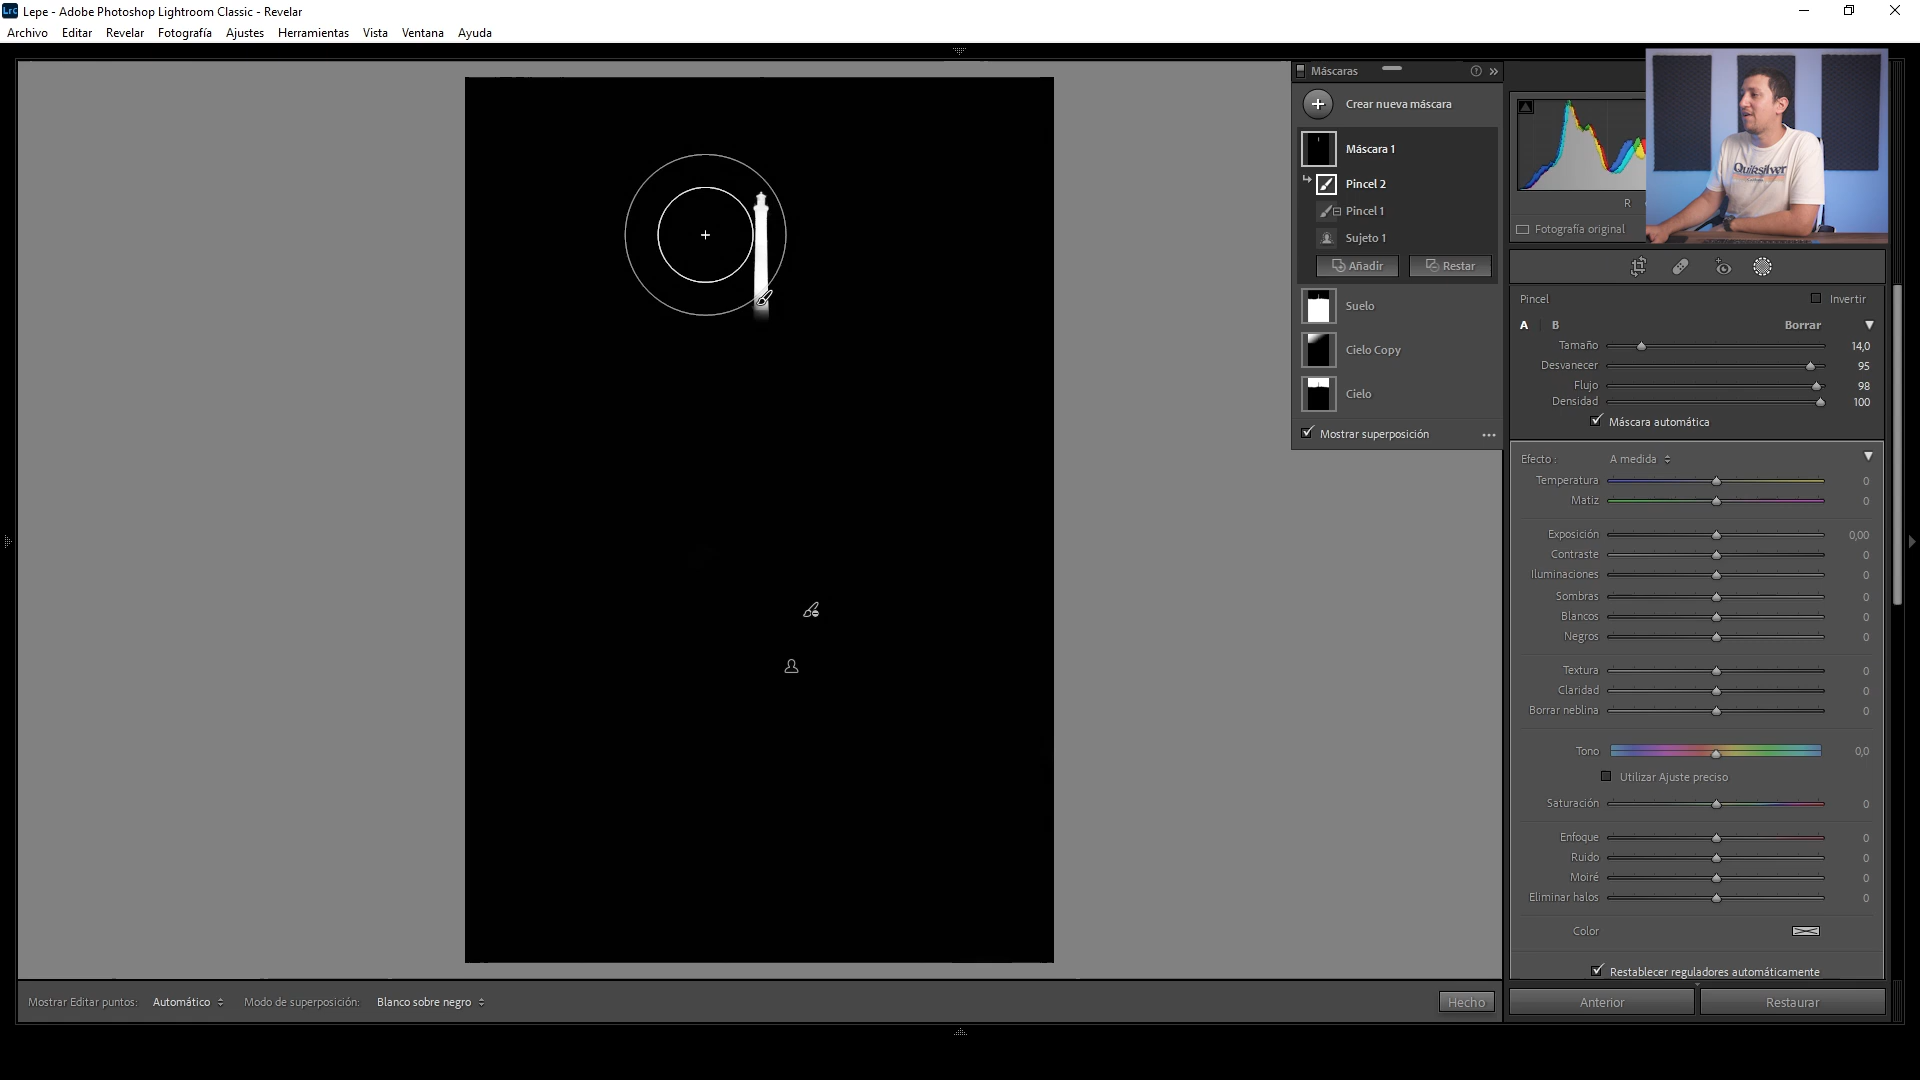 Lrc Lepe - Adobe Photoshop Lightroom Classic - Revelar
Archivo Editar Revelar Fotografía Ajustes Herramientas Vista Ventana Ayuda
Máscaras
Crear nueva máscara
Máscara 1
Pincel 2
Pincel 1
Sujeto 1
Añadir Restar
Suelo
Cielo Copy
Cielo
Mostrar superposición
R
Fotografía original
Quiksilver
Pincel Invertir
A B Borrar
Tamaño 14,0
Desvanecer 95
Flujo 98
Densidad 100
Máscara automática
Efecto : A medida
Temperatura 0
Matiz 0
Exposición 0,00
Contraste 0
Iluminaciones 0
Sombras 0
Blancos 0
Negros 0
Textura 0
Claridad 0
Borrar neblina 0
Tono 0,0
Utilizar Ajuste preciso
Saturación 0
Enfoque 0
Ruido 0
Moiré 0
Eliminar halos 0
Color
Restablecer reguladores automáticamente
Mostrar Editar puntos: Automático Modo de superposición: Blanco sobre negro Hecho
Anterior Restaurar